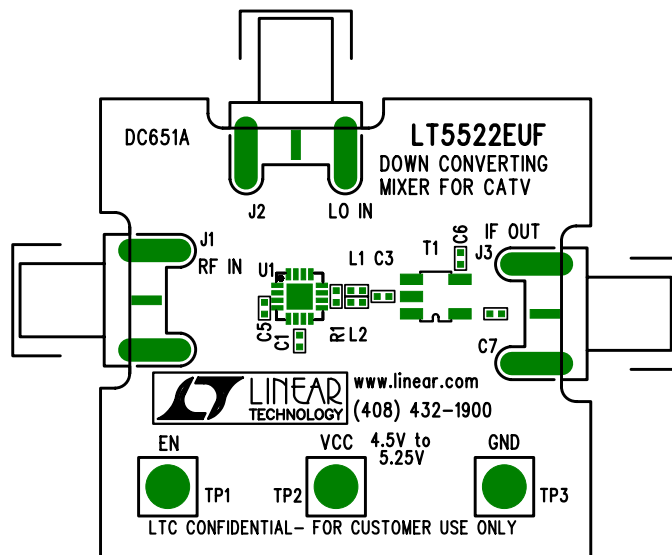 DC651A
LT5522EUF
DOWN CONVERTING
MIXER FOR CATV
J2
LO IN
J1
RF IN
U1
L1 C3
T1
C6
IF OUT
J3
C5
C1
R1
L2
C7
LINEAR
TECHNOLOGY
www.linear.com
(408) 432-1900
EN
VCC
4.5V to
5.25V
GND
TP1
TP2
TP3
LTC CONFIDENTIAL- FOR CUSTOMER USE ONLY